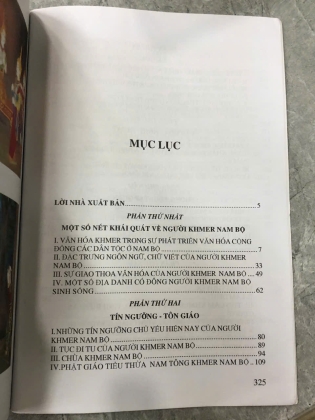 MỤC LỤC
LỜI NHÀ XUẤT BẢN 5
PHẦN THỨ NHẤT
MỘT SỐ NÉT KHÁI QUÁT VỀ NGƯỜI KHMER NAM BỘ
I. VĂN HÓA KHMER TRONG SỰ PHÁT TRIỂN VĂN HÓA CỘNG
ĐỒNG CÁC DÂN TỘC Ở NAM BỘ 7
II. ĐẶC TRƯNG NGÔN NGỮ, CHỮ VIẾT CỦA NGƯỜI KHMER
NAM BỘ 33
III. SỰ GIAO THOA VĂN HÓA CỦA NGƯỜI KHMER NAM BỘ 49
IV. MỘT SỐ ĐỊA DANH CÓ ĐÔNG NGƯỜI KHMER NAM BỘ
SINH SỐNG 62
PHẦN THỨ HAI
TÍN NGƯỠNG - TÔN GIÁO
I. NHỮNG TÍN NGƯỠNG CHỦ YẾU HIỆN NAY CỦA NGƯỜI
KHMER NAM BỘ 80
II. TỤC ĐI TU CỦA NGƯỜI KHMER NAM BỘ 89
III. CHÙA KHMER NAM BỘ 94
IV. PHẬT GIÁO TIỂU THỪA NAM TÔNG KHMER NAM BỘ 109
325